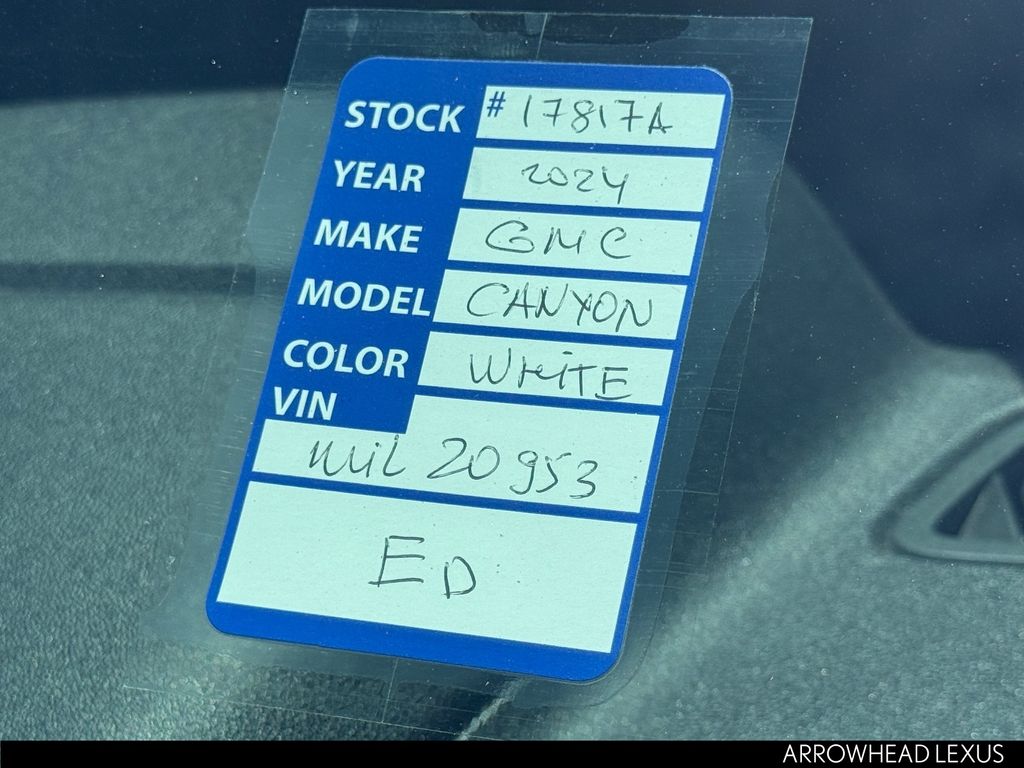 STOCK # 17817A
YEAR 2024
MAKE GMC
MODEL CANYON
COLOR WHITE
VIN
Mil 20953
ED
ARROWHEAD LEXUS